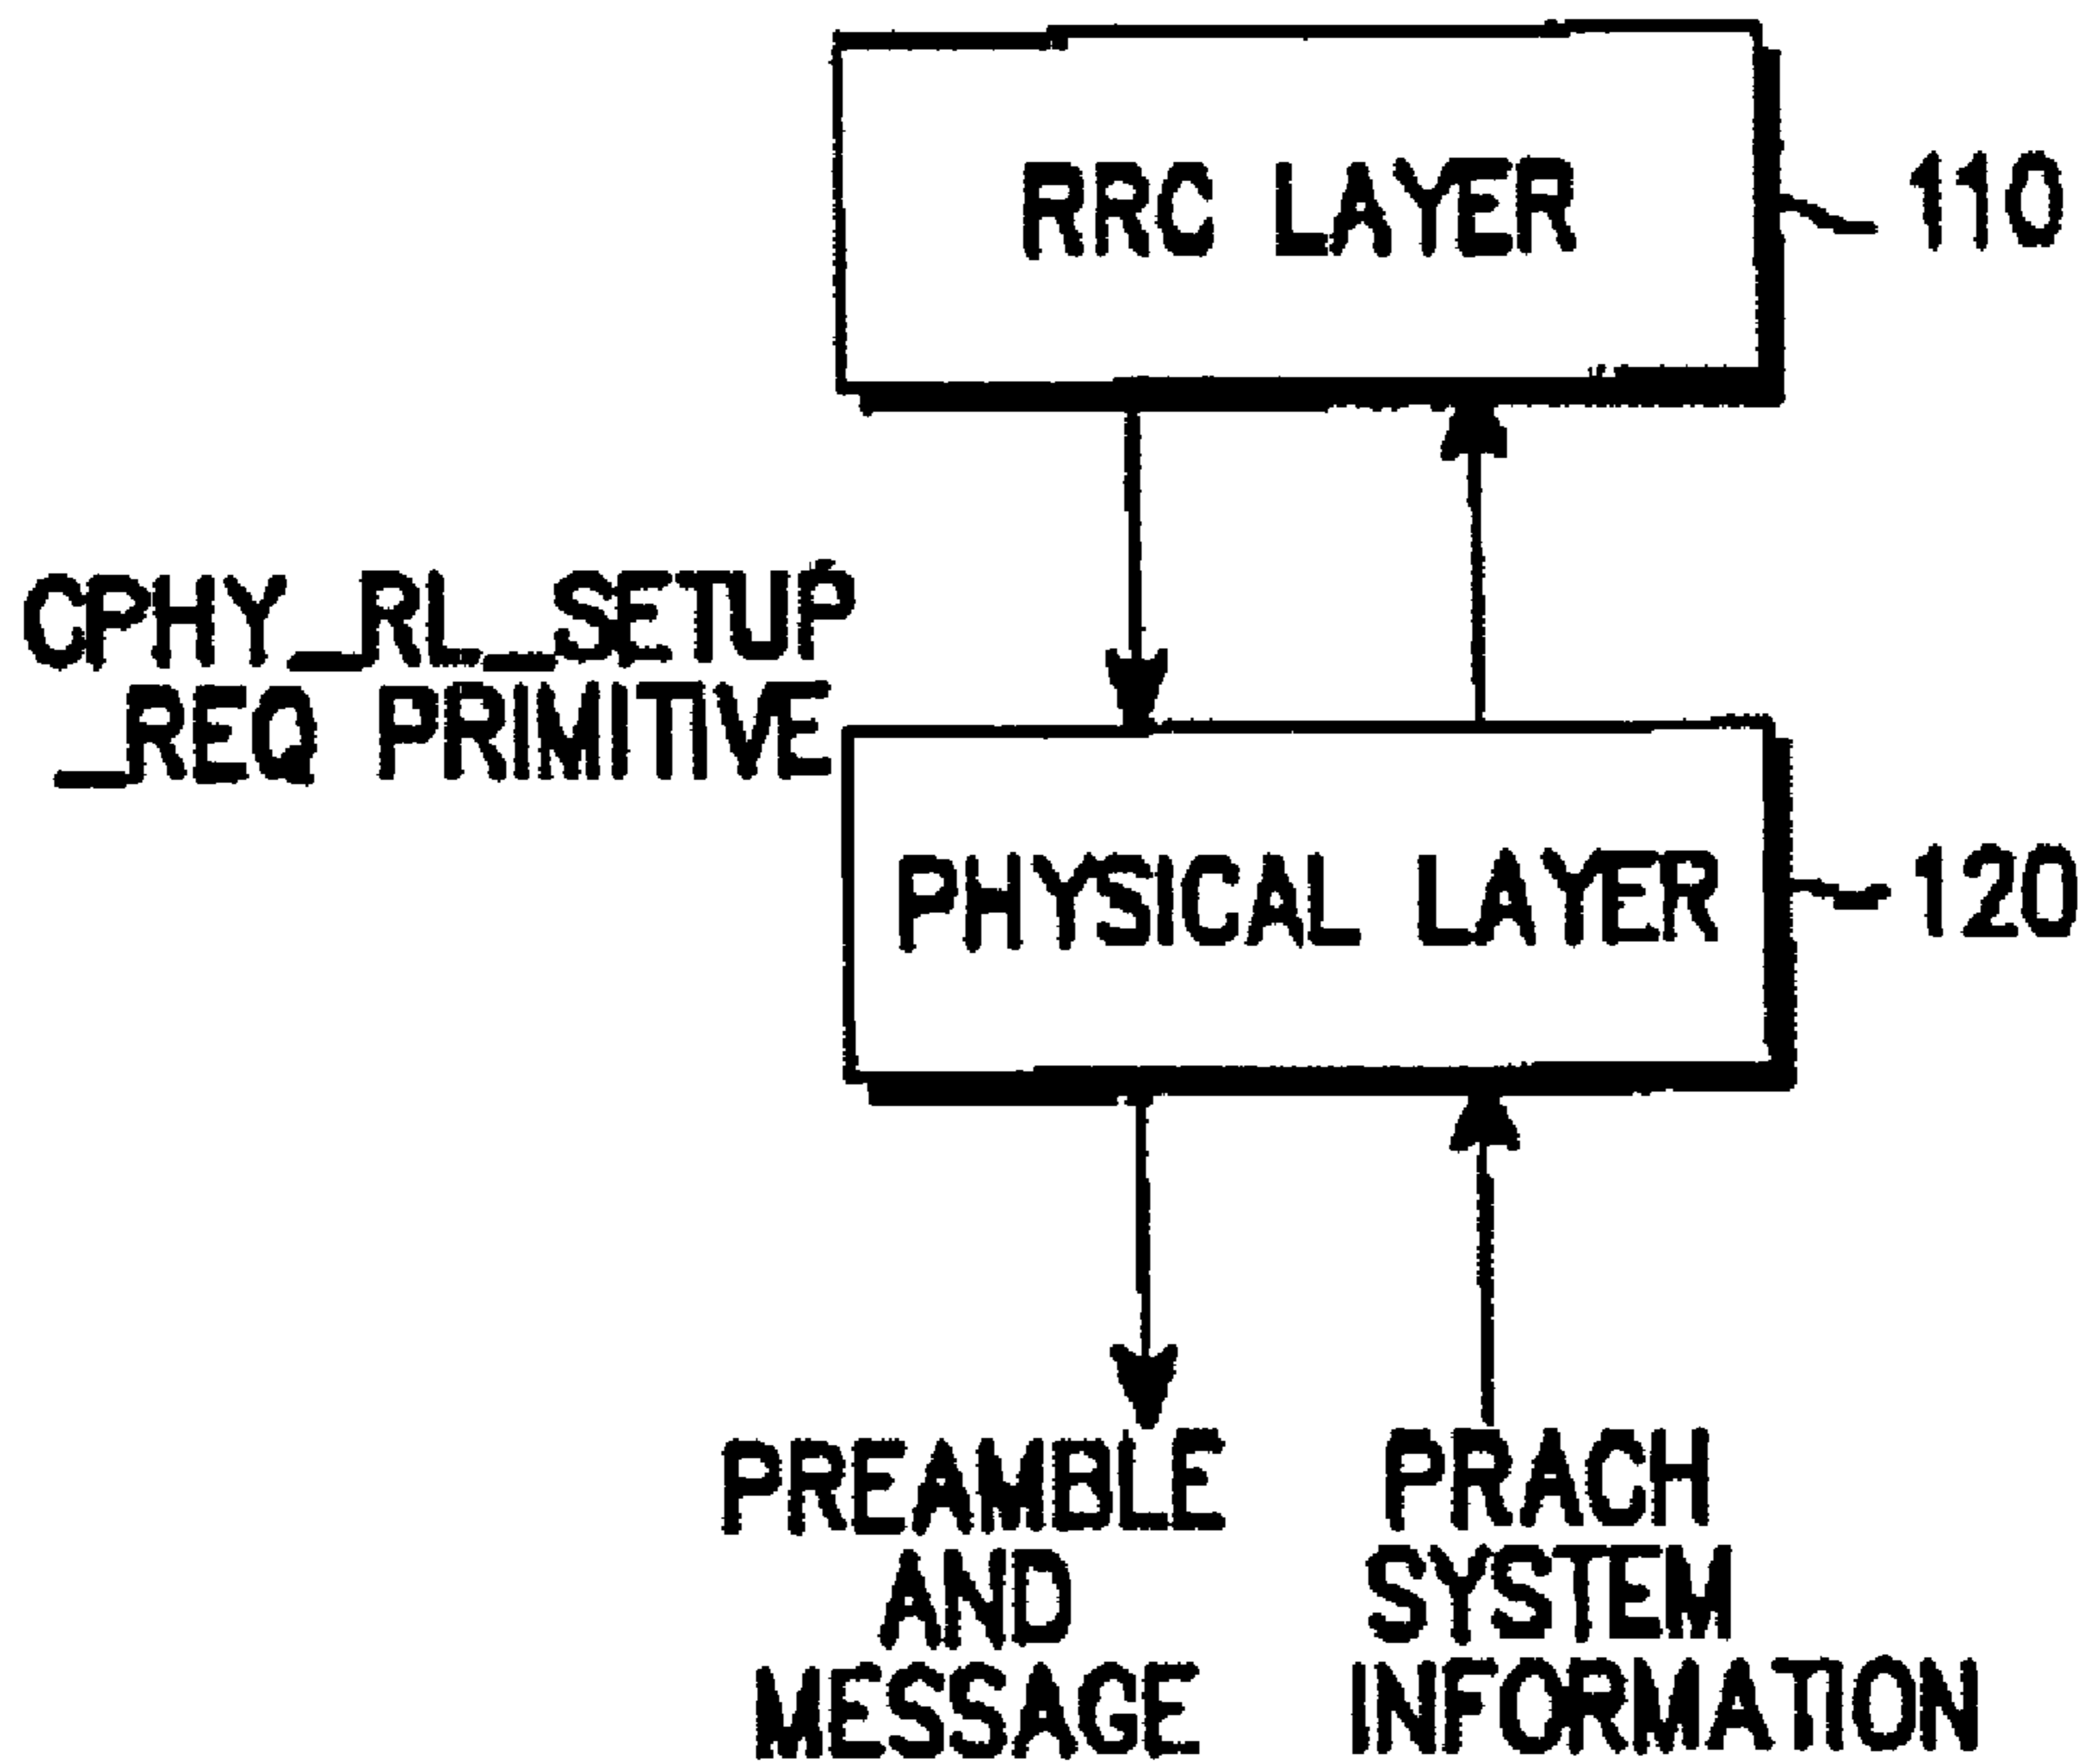 RRC LAYER
110
CPHY_RL_SETUP
_REQ PRIMITIVE
PHYSICAL LAYER
120
PREAMBLE
AND
MESSAGE
PRACH
SYSTEM
INFORMATION